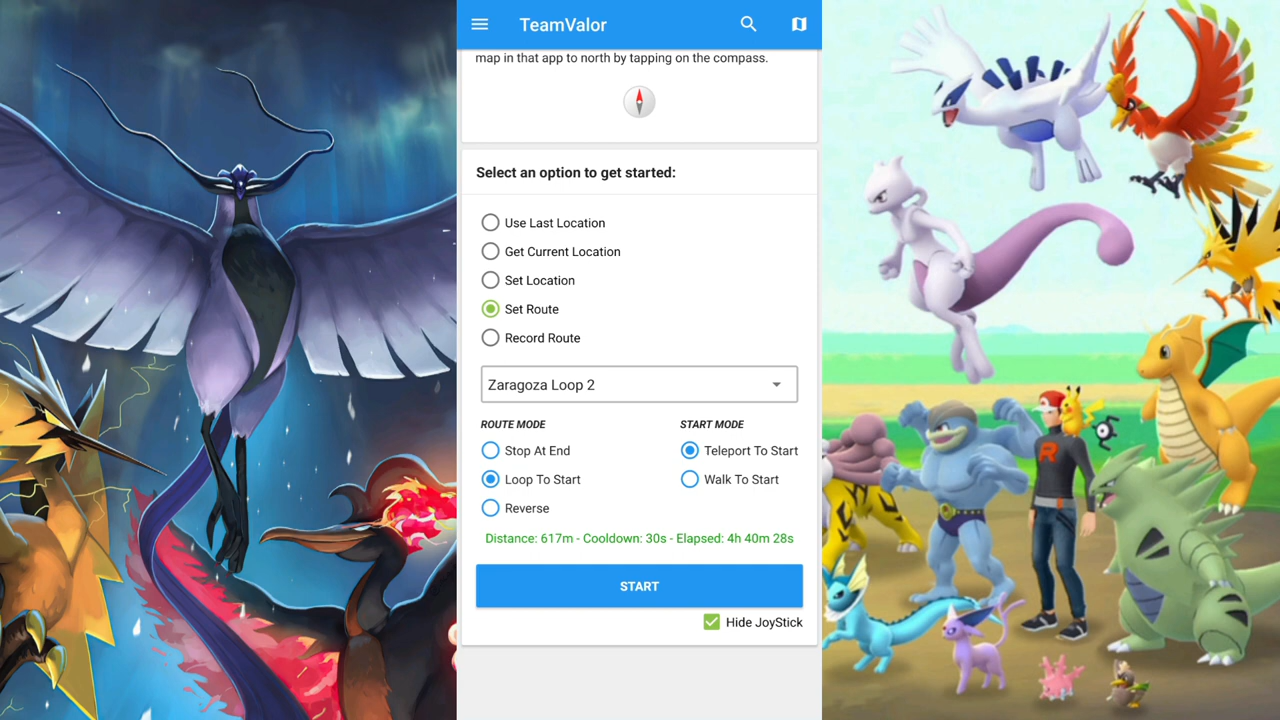 TeamValor
map in that app to north by tapping on the compass.
Select an option to get started:
Use Last Location
Get Current Location
Set Location
Set Route
Record Route
Zaragoza Loop 2
ROUTE MODE
Stop At End
Loop To Start
Reverse
START MODE
Teleport To Start
Walk To Start
Distance: 617m - Cooldown: 30s - Elapsed: 4h 40m 28s
START
Hide JoyStick
R